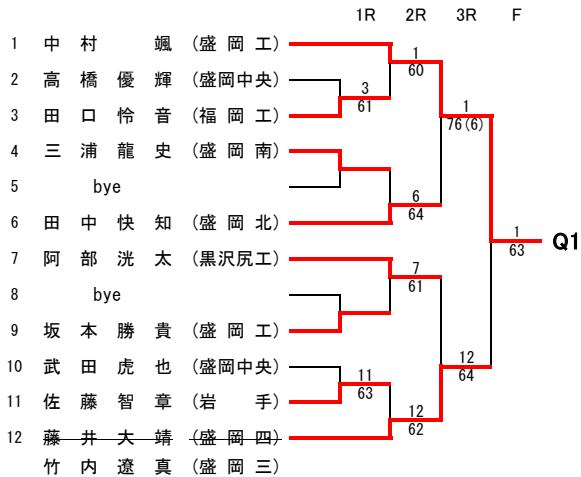 1R 2R 3R F
1 中 村 颯 (盛 岡 工)
1
60
2 高 橋 優 輝 (盛岡中央)
3
61
3 田 口 怜 音 (福 岡 工)
1
76(6)
4 三 浦 龍 史 (盛 岡 南)
5 bye
6
64
6 田 中 快 知 (盛 岡 北)
1
63
Q1
7 阿 部 洸 太 (黒沢尻工)
7
61
8 bye
9 坂 本 勝 貴 (盛 岡 工)
10 武 田 虎 也 (盛岡中央)
12
64
11
63
11 佐 藤 智 章 (岩 手)
12
62
12 藤 井 大 靖 (盛 岡 四)
竹 内 遼 真 (盛 岡 三)